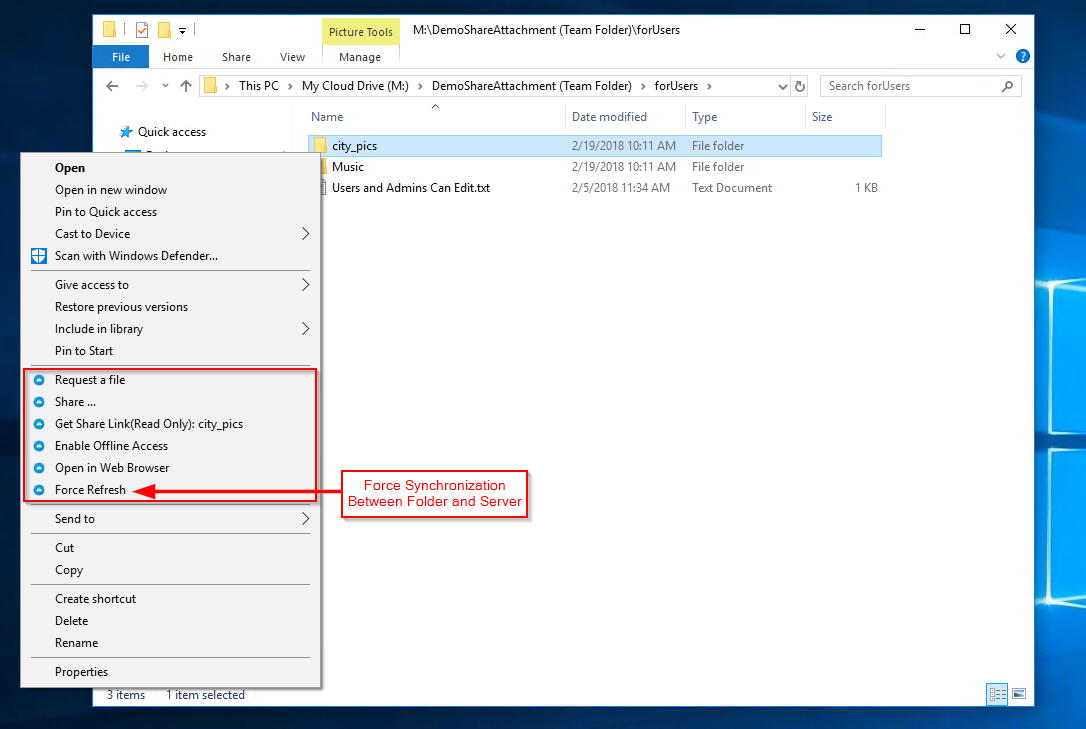 Picture Tools
M:\DemoShareAttachment (Team Folder)\forUsers
File
Home
Share
View
Manage
This PC
My Cloud Drive (M:)
DemoShareAttachment (Team Folder)
forUsers
Search forUsers
Name
Date modified
Type
Size
Quick access
city_pics
2/19/2018 10:11 AM
File folder
Music
2/19/2018 10:11 AM
File folder
Users and Admins Can Edit.txt
2/5/2018 11:34 AM
Text Document
1 KB
Open
Open in new window
Pin to Quick access
Cast to Device
Scan with Windows Defender...
Give access to
Restore previous versions
Include in library
Pin to Start
Request a file
Share ...
Get Share Link(Read Only): city_pics
Enable Offline Access
Open in Web Browser
Force Refresh
Force Synchronization
Between Folder and Server
Send to
Cut
Copy
Create shortcut
Delete
Rename
Properties
3 items
1 item selected